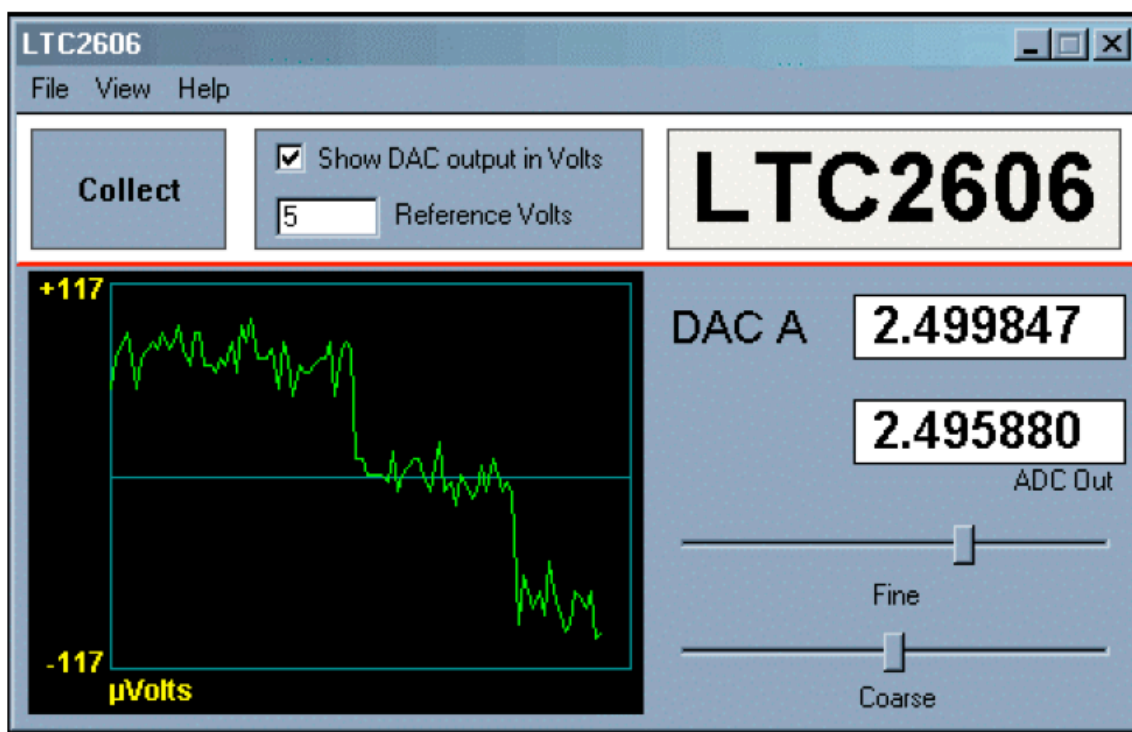 LTC2606
File View Help
Collect
Show DAC output in Volts
5 Reference Volts
LTC2606
+117
-117
µVolts
DAC A 2.499847
2.495880
ADC Out
Fine
Coarse